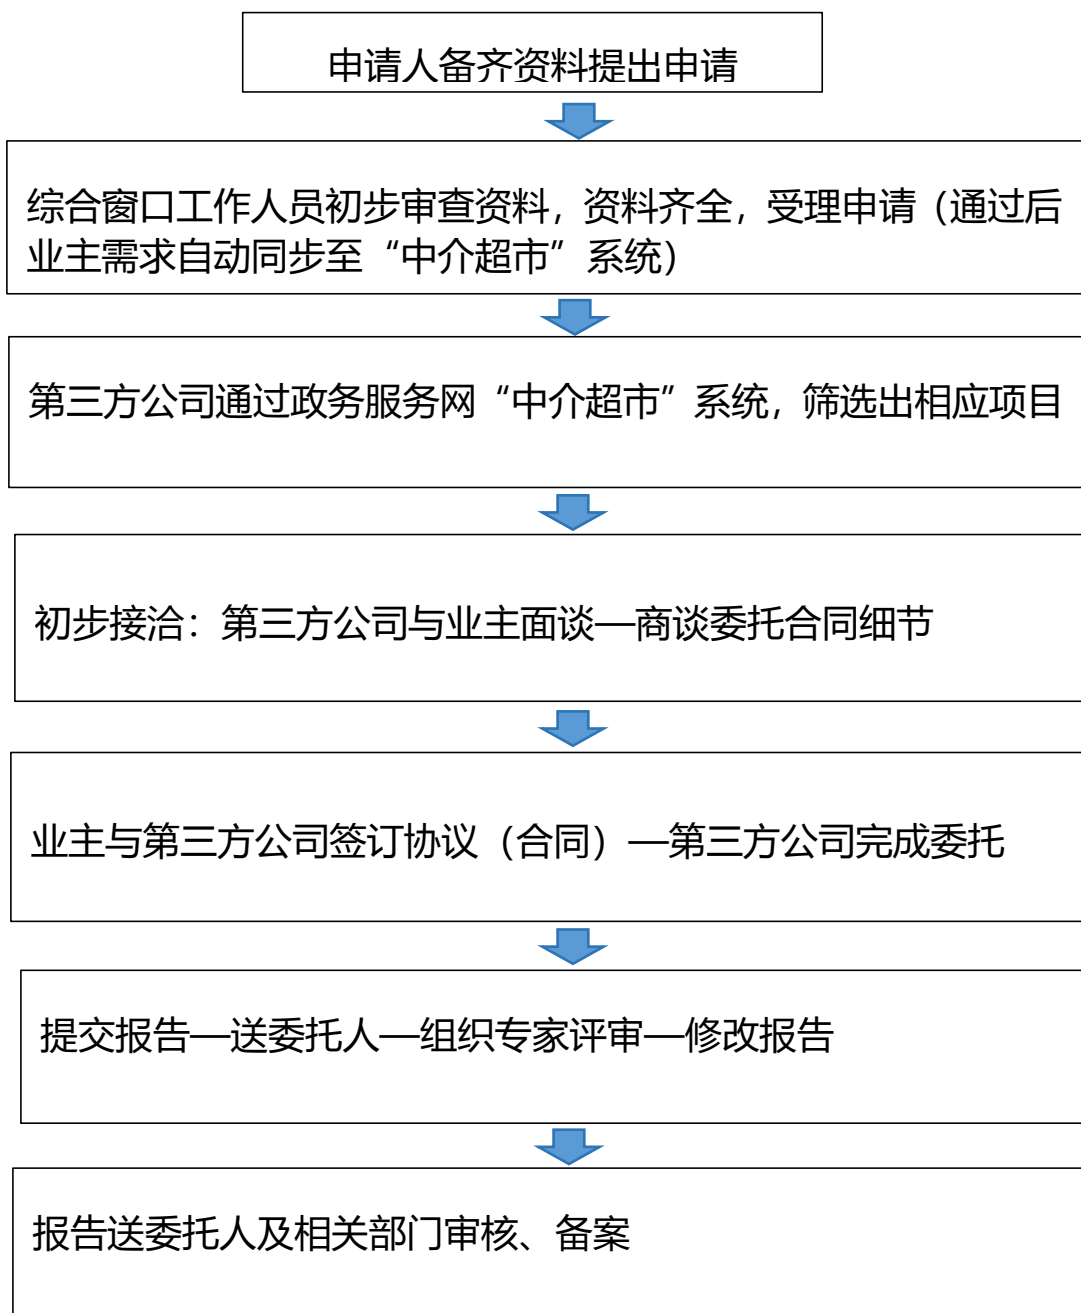 申请人备齐资料提出申请
综合窗口工作人员初步审查资料，资料齐全，受理申请（通过后
业主需求自动同步至“中介超市”系统）
第三方公司通过政务服务网“中介超市”系统，筛选出相应项目
初步接洽：第三方公司与业主面谈—商谈委托合同细节
业主与第三方公司签订协议（合同）—第三方公司完成委托
提交报告—送委托人—组织专家评审—修改报告
报告送委托人及相关部门审核、备案